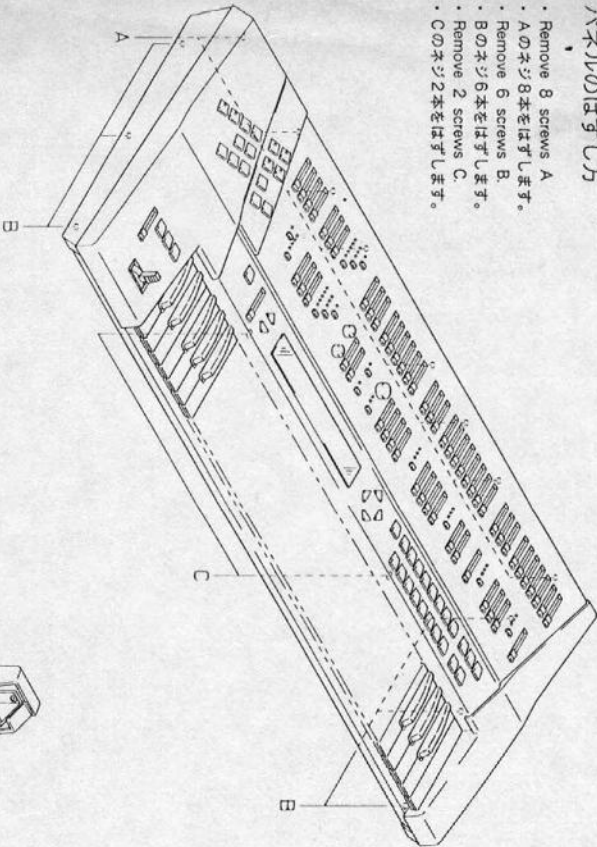 パネルのはずし方
・Remove 8 screws A
・Aのネジ8本をはずします。
・Remove 6 screws B.
・Bのネジ6本をはずします。
・Remove 2 screws C.
・Cのネジ2本をはずします。
A
B
C
B